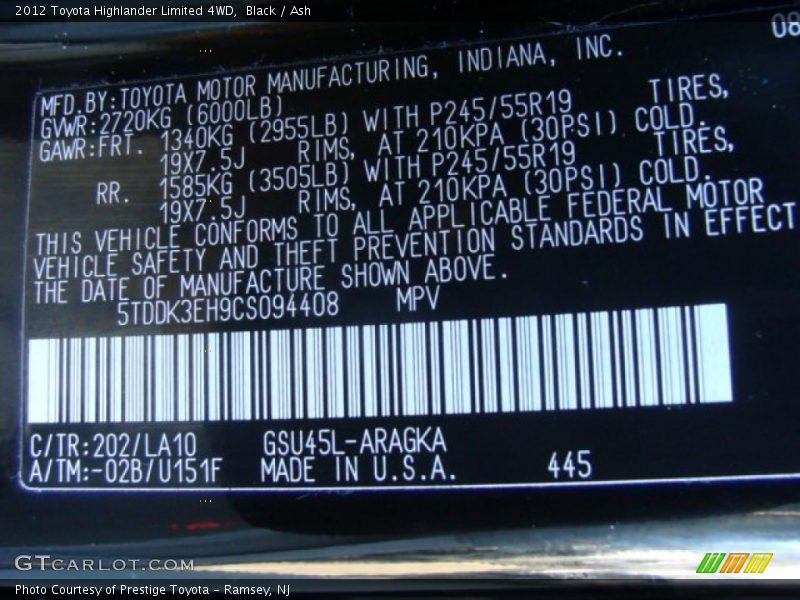 2012 Toyota Highlander Limited 4WD, Black / Ash
08
MFD.BY:TOYOTA MOTOR MANUFACTURING, INDIANA, INC.
GVWR:2720KG (6000LB)
GAWR:FRT. 1340KG (2955LB) WITH P245/55R19 TIRES,
19X7.5J RIMS, AT 210KPA (30PSI) COLD.
RR. 1585KG (3505LB) WITH P245/55R19 TIRES,
19X7.5J RIMS, AT 210KPA (30PSI) COLD.
THIS VEHICLE CONFORMS TO ALL APPLICABLE FEDERAL MOTOR
VEHICLE SAFETY AND THEFT PREVENTION STANDARDS IN EFFECT
THE DATE OF MANUFACTURE SHOWN ABOVE.
5TDDK3EH9CS094408 MPV
C/TR:202/LA10 GSU45L-ARAGKA
A/TM:-02B/U151F MADE IN U.S.A. 445
GTCARLOT.COM
Photo Courtesy of Prestige Toyota - Ramsey, NJ